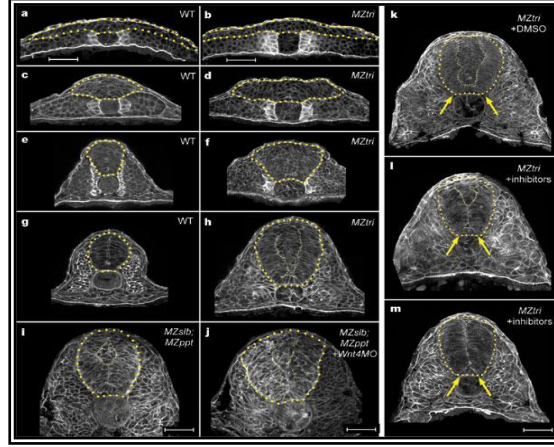 a
WT
b
MZtri
c
WT
d
MZtri
e
WT
f
MZtri
g
WT
h
MZtri
i
MZslb;
MZppt
j
MZslb;
MZppt
+Wnt4MO
k
MZtri
+DMSO
l
MZtri
+inhibitors
m
MZtri
+inhibitors